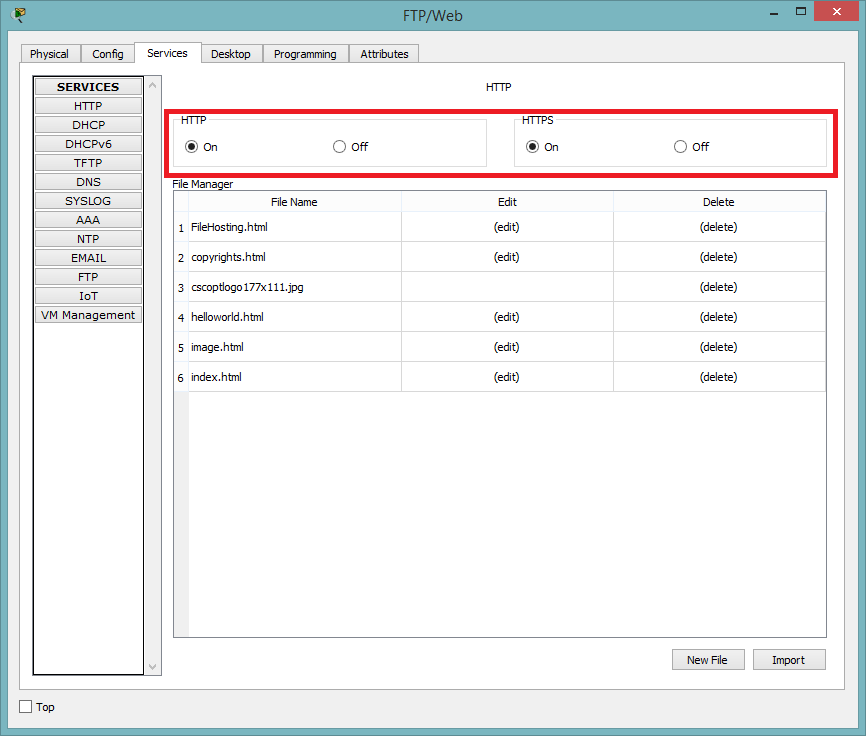 FTP/Web
Physical Config Services Desktop Programming Attributes
SERVICES
HTTP
DHCP
DHCPv6
TFTP
DNS
SYSLOG
AAA
NTP
EMAIL
FTP
IoT
VM Management
HTTP
HTTP HTTPS
On Off On Off
File Manager
File Name Edit Delete
1 FileHosting.html (edit) (delete)
2 copyrights.html (edit) (delete)
3 cscoptlogo177x111.jpg (delete)
4 helloworld.html (edit) (delete)
5 image.html (edit) (delete)
6 index.html (edit) (delete)
New File Import
Top